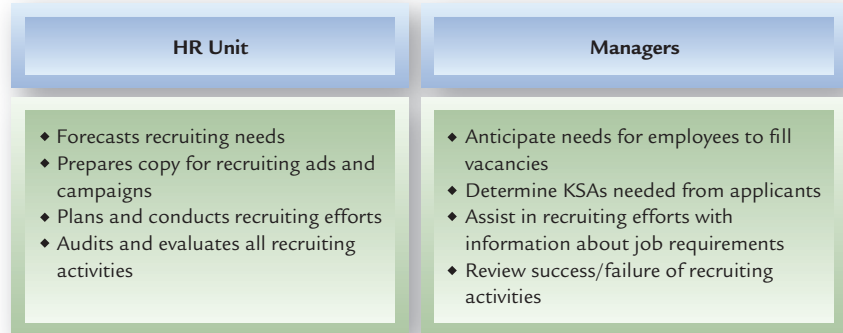 HR Unit
◆ Forecasts recruiting needs
◆ Prepares copy for recruiting ads and
campaigns
◆ Plans and conducts recruiting efforts
◆ Audits and evaluates all recruiting
activities
Managers
◆ Anticipate needs for employees to fill
vacancies
◆ Determine KSAs needed from applicants
◆ Assist in recruiting efforts with
information about job requirements
◆ Review success/failure of recruiting
activities